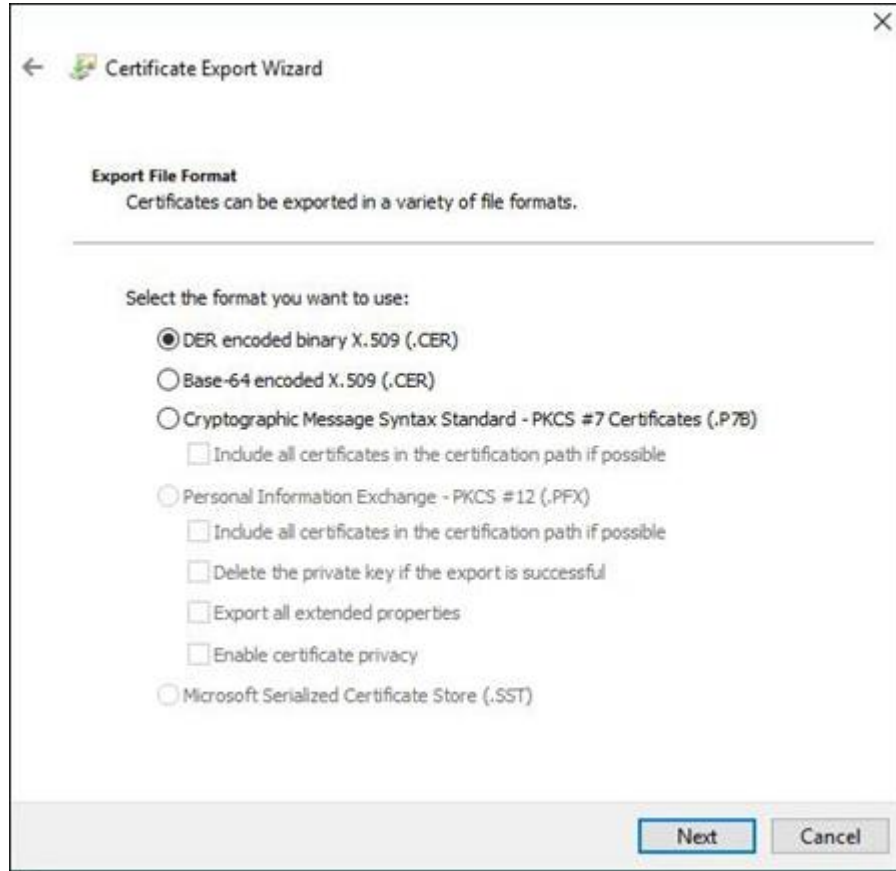 Certificate Export Wizard
Export File Format
Certificates can be exported in a variety of file formats.
Select the format you want to use:
DER encoded binary X.509 (.CER)
Base-64 encoded X.509 (.CER)
Cryptographic Message Syntax Standard - PKCS #7 Certificates (.P7B)
Include all certificates in the certification path if possible
Personal Information Exchange - PKCS #12 (.PFX)
Include all certificates in the certification path if possible
Delete the private key if the export is successful
Export all extended properties
Enable certificate privacy
Microsoft Serialized Certificate Store (.SST)
Next Cancel